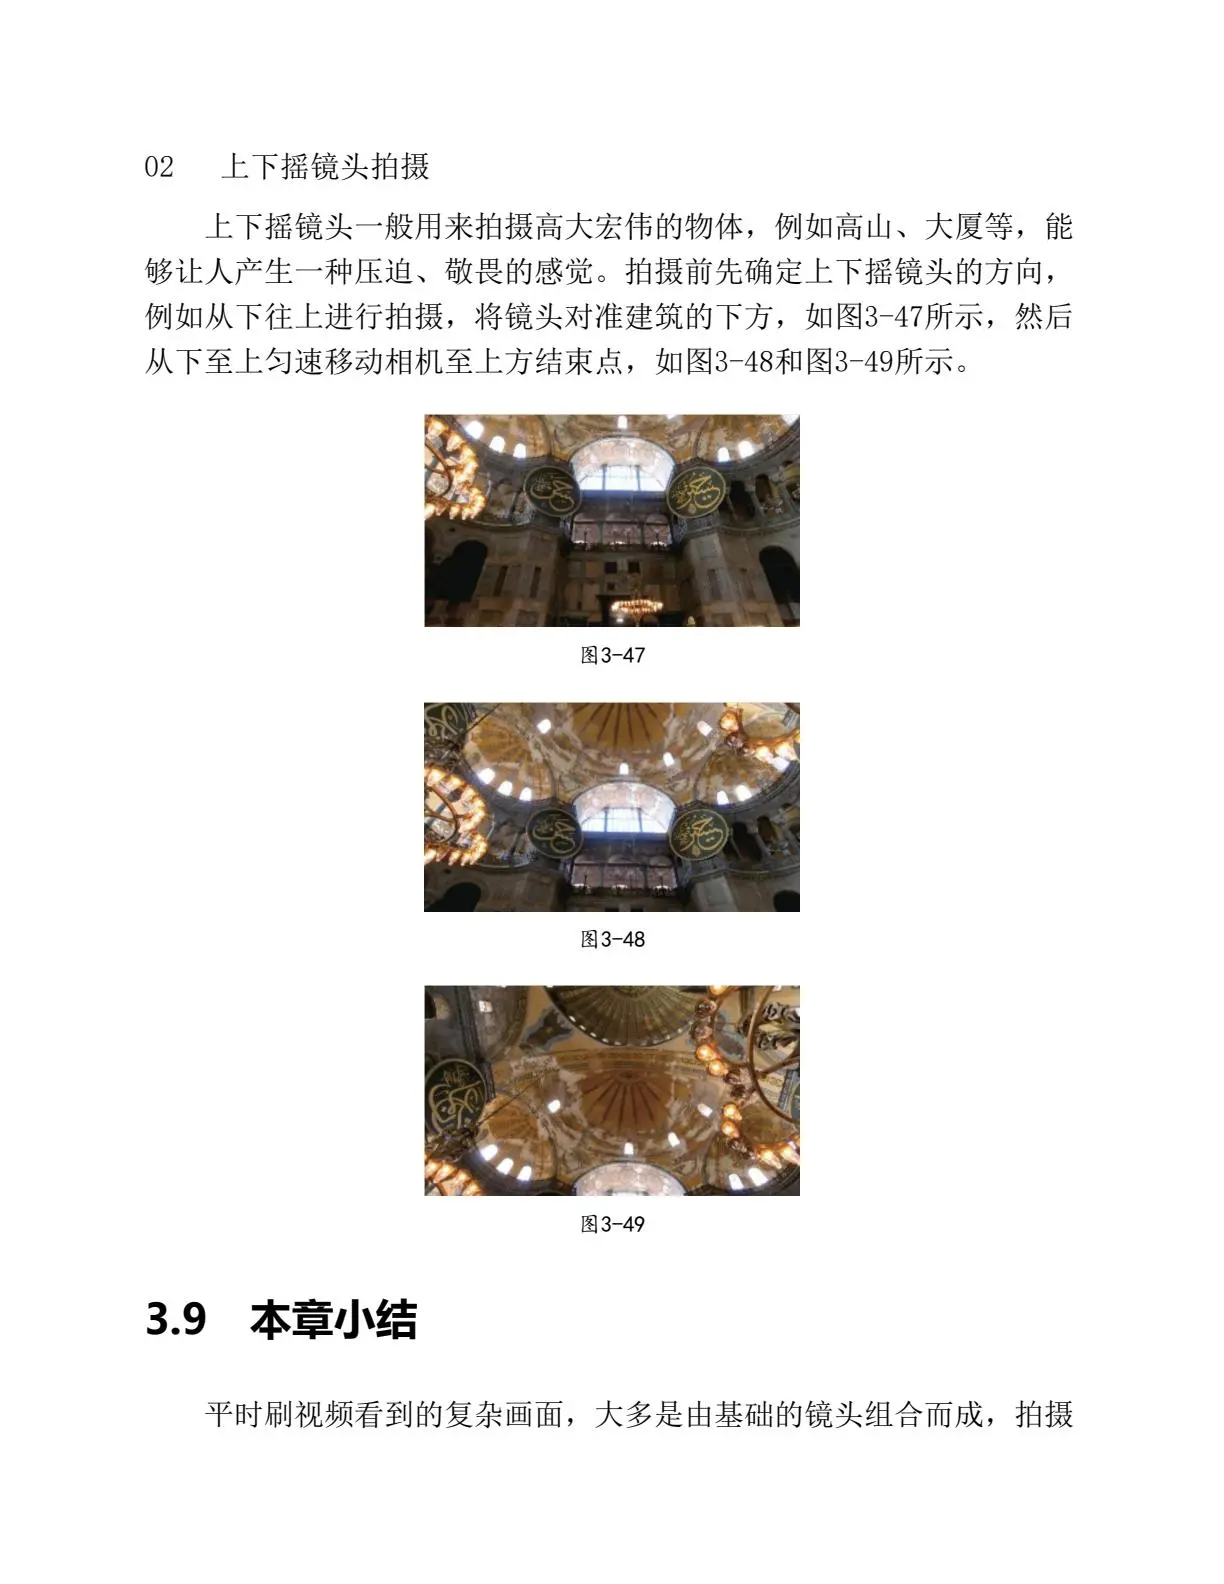 02 上下摇镜头拍摄
上下摇镜头一般用来拍摄高大宏伟的物体，例如高山、大厦等，能
够让人产生一种压迫、敬畏的感觉。拍摄前先确定上下摇镜头的方向，
例如从下往上进行拍摄，将镜头对准建筑的下方，如图3-47所示，然后
从下至上匀速移动相机至上方结束点，如图3-48和图3-49所示。
图3-47
图3-48
图3-49
3.9 本章小结
平时刷视频看到的复杂画面，大多是由基础的镜头组合而成，拍摄